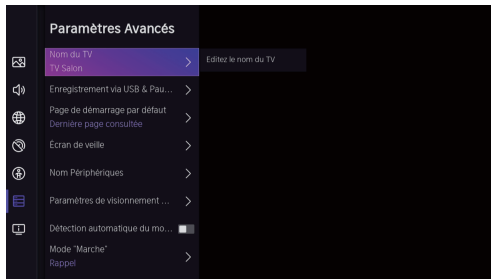 Paramètres Avancés
Nom du TV
TV Salon
Editez le nom du TV
Enregistrement via USB & Pau...
Page de démarrage par défaut
Dernière page consultée
Écran de veille
Nom Périphériques
Paramètres de visionnement ...
Détection automatique du mo...
Mode "Marche"
Rappel